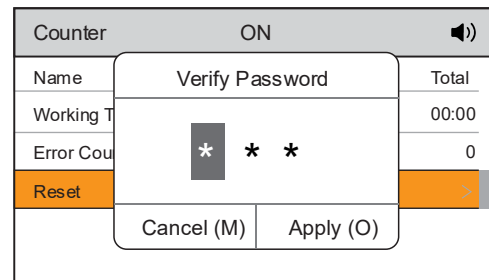 Counter ON
Name Verify Password Total
Working T 00:00
Error Cou * * * 0
Reset >
Cancel (M) Apply (O)